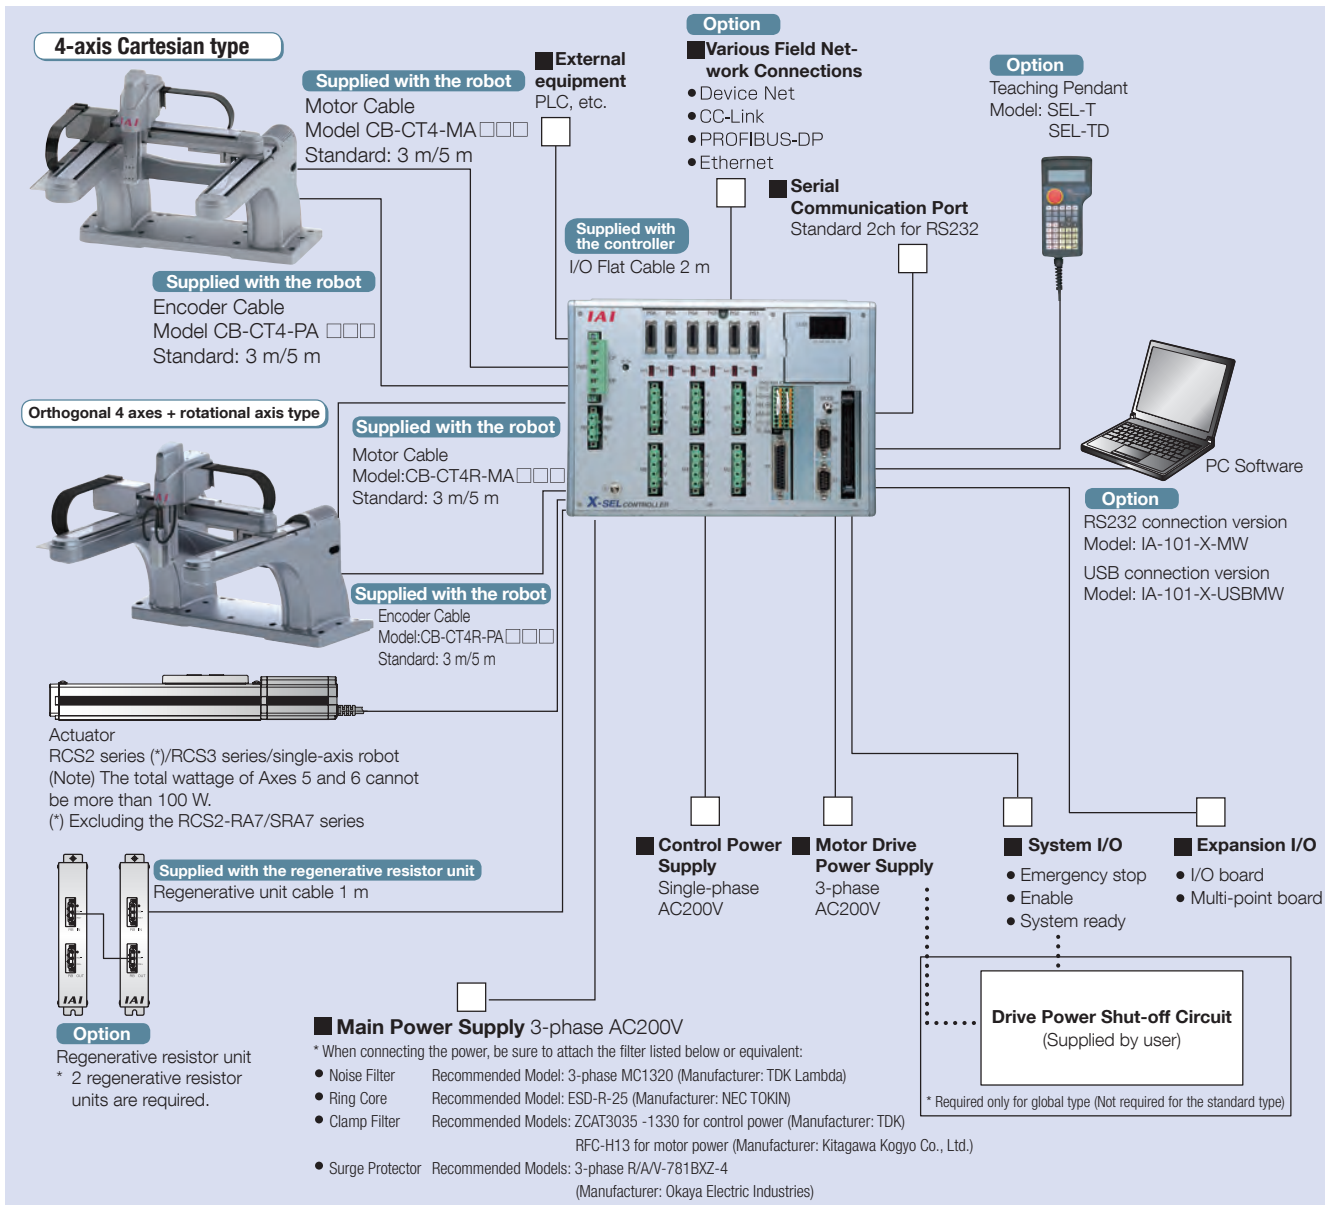 4-axis Cartesian type
Supplied with the robot
Motor Cable
Model CB-CT4-MA□□□
Standard: 3 m/5 m
■External
equipment
PLC, etc.
Option
■Various Field Net-
work Connections
● Device Net
● CC-Link
● PROFIBUS-DP
● Ethernet
■Serial
Communication Port
Standard 2ch for RS232
Option
Teaching Pendant
Model: SEL-T
SEL-TD
Supplied with
the controller
I/O Flat Cable 2 m
Supplied with the robot
Encoder Cable
Model CB-CT4-PA □□□
Standard: 3 m/5 m
IAI
X-SEL CONTROLLER
Orthogonal 4 axes + rotational axis type
Supplied with the robot
Motor Cable
Model:CB-CT4R-MA□□□
Standard: 3 m/5 m
PC Software
Option
RS232 connection version
Model: IA-101-X-MW
USB connection version
Model: IA-101-X-USBMW
Supplied with the robot
Encoder Cable
Model:CB-CT4R-PA□□□
Standard: 3 m/5 m
Actuator
RCS2 series (*)/RCS3 series/single-axis robot
(Note) The total wattage of Axes 5 and 6 cannot
be more than 100 W.
(*) Excluding the RCS2-RA7/SRA7 series
Supplied with the regenerative resistor unit
Regenerative unit cable 1 m
IAI
IAI
Option
Regenerative resistor unit
* 2 regenerative resistor
units are required.
■ Control Power
Supply
Single-phase
AC200V
■ Motor Drive
Power Supply
3-phase
AC200V
■ System I/O
● Emergency stop
● Enable
● System ready
■ Expansion I/O
● I/O board
● Multi-point board
Drive Power Shut-off Circuit
(Supplied by user)
* Required only for global type (Not required for the standard type)
■ Main Power Supply 3-phase AC200V
* When connecting the power, be sure to attach the filter listed below or equivalent:
● Noise Filter Recommended Model: 3-phase MC1320 (Manufacturer: TDK Lambda)
● Ring Core Recommended Model: ESD-R-25 (Manufacturer: NEC TOKIN)
● Clamp Filter Recommended Models: ZCAT3035 -1330 for control power (Manufacturer: TDK)
RFC-H13 for motor power (Manufacturer: Kitagawa Kogyo Co., Ltd.)
● Surge Protector Recommended Models: 3-phase R/A/V-781BXZ-4
(Manufacturer: Okaya Electric Industries)